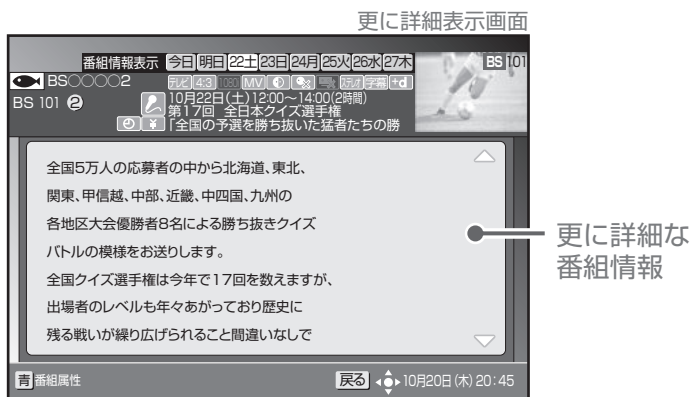 更に詳細表示画面
番組情報表示 今日 明日 22土 23日 24月 25火 26水 27木 BS 101
BS○○○○2 テレビ 4:3 1080 MV ステレオ 字幕 +d
BS 101 ② 10月22日(土)12:00~14:00(2時間)
第17回 全日本クイズ選手権
¥ 「全国の予選を勝ち抜いた猛者たちの勝
全国5万人の応募者の中から北海道、東北、
関東、甲信越、中部、近畿、中四国、九州の
各地区大会優勝者8名による勝ち抜きクイズ
バトルの模様をお送りします。
全国クイズ選手権は今年で17回を数えますが、
出場者のレベルも年々あがっており歴史に
残る戦いが繰り広げられること間違いなしで
更に詳細な
番組情報
青 番組属性 戻る 10月20日(木)20:45